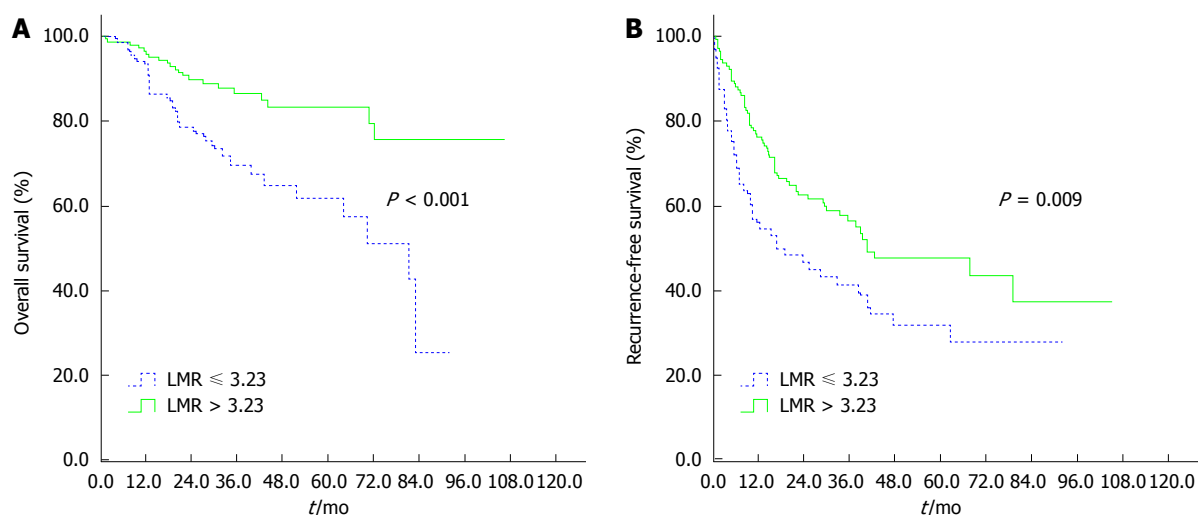 A
100.0
80.0
60.0
40.0
20.0
0.0
Overall survival (%)
P < 0.001
LMR ≤ 3.23
LMR > 3.23
0.0 12.0 24.0 36.0 48.0 60.0 72.0 84.0 96.0 108.0 120.0
t/mo
B
100.0
80.0
60.0
40.0
20.0
0.0
Recurrence-free survival (%)
P = 0.009
LMR ≤ 3.23
LMR > 3.23
0.0 12.0 24.0 36.0 48.0 60.0 72.0 84.0 96.0 108.0 120.0
t/mo